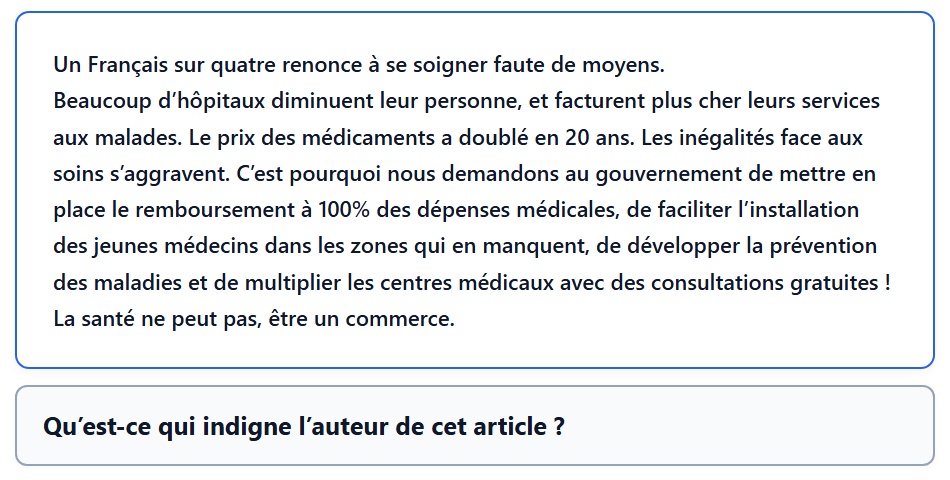 Un Français sur quatre renonce à se soigner faute de moyens.
Beaucoup d’hôpitaux diminuent leur personne, et facturent plus cher leurs services
aux malades. Le prix des médicaments a doublé en 20 ans. Les inégalités face aux
soins s’aggravent. C’est pourquoi nous demandons au gouvernement de mettre en
place le remboursement à 100% des dépenses médicales, de faciliter l’installation
des jeunes médecins dans les zones qui en manquent, de développer la prévention
des maladies et de multiplier les centres médicaux avec des consultations gratuites !
La santé ne peut pas, être un commerce.
Qu’est-ce qui indigne l’auteur de cet article ?